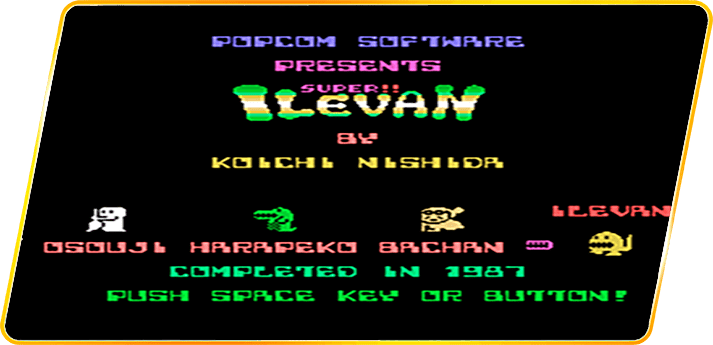 POPCOM SOFTWARE
PRESENTS
SUPER!!
ILEVAN
BY
KOICHI NISHIDA
ILEVAN
OSOUJI HARAPEKO BACHAN
COMPLETED IN 1987
PUSH SPACE KEY OR BUTTON!